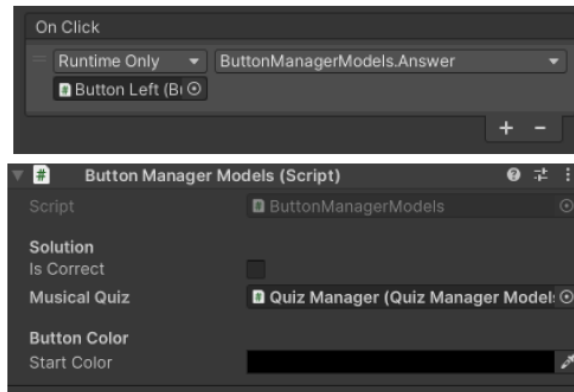 On Click
Runtime Only ButtonManagerModels.Answer
Button Left (B
+ -
# Button Manager Models (Script)
Script ButtonManagerModels
Solution
Is Correct
Musical Quiz Quiz Manager (Quiz Manager Model
Button Color
Start Color